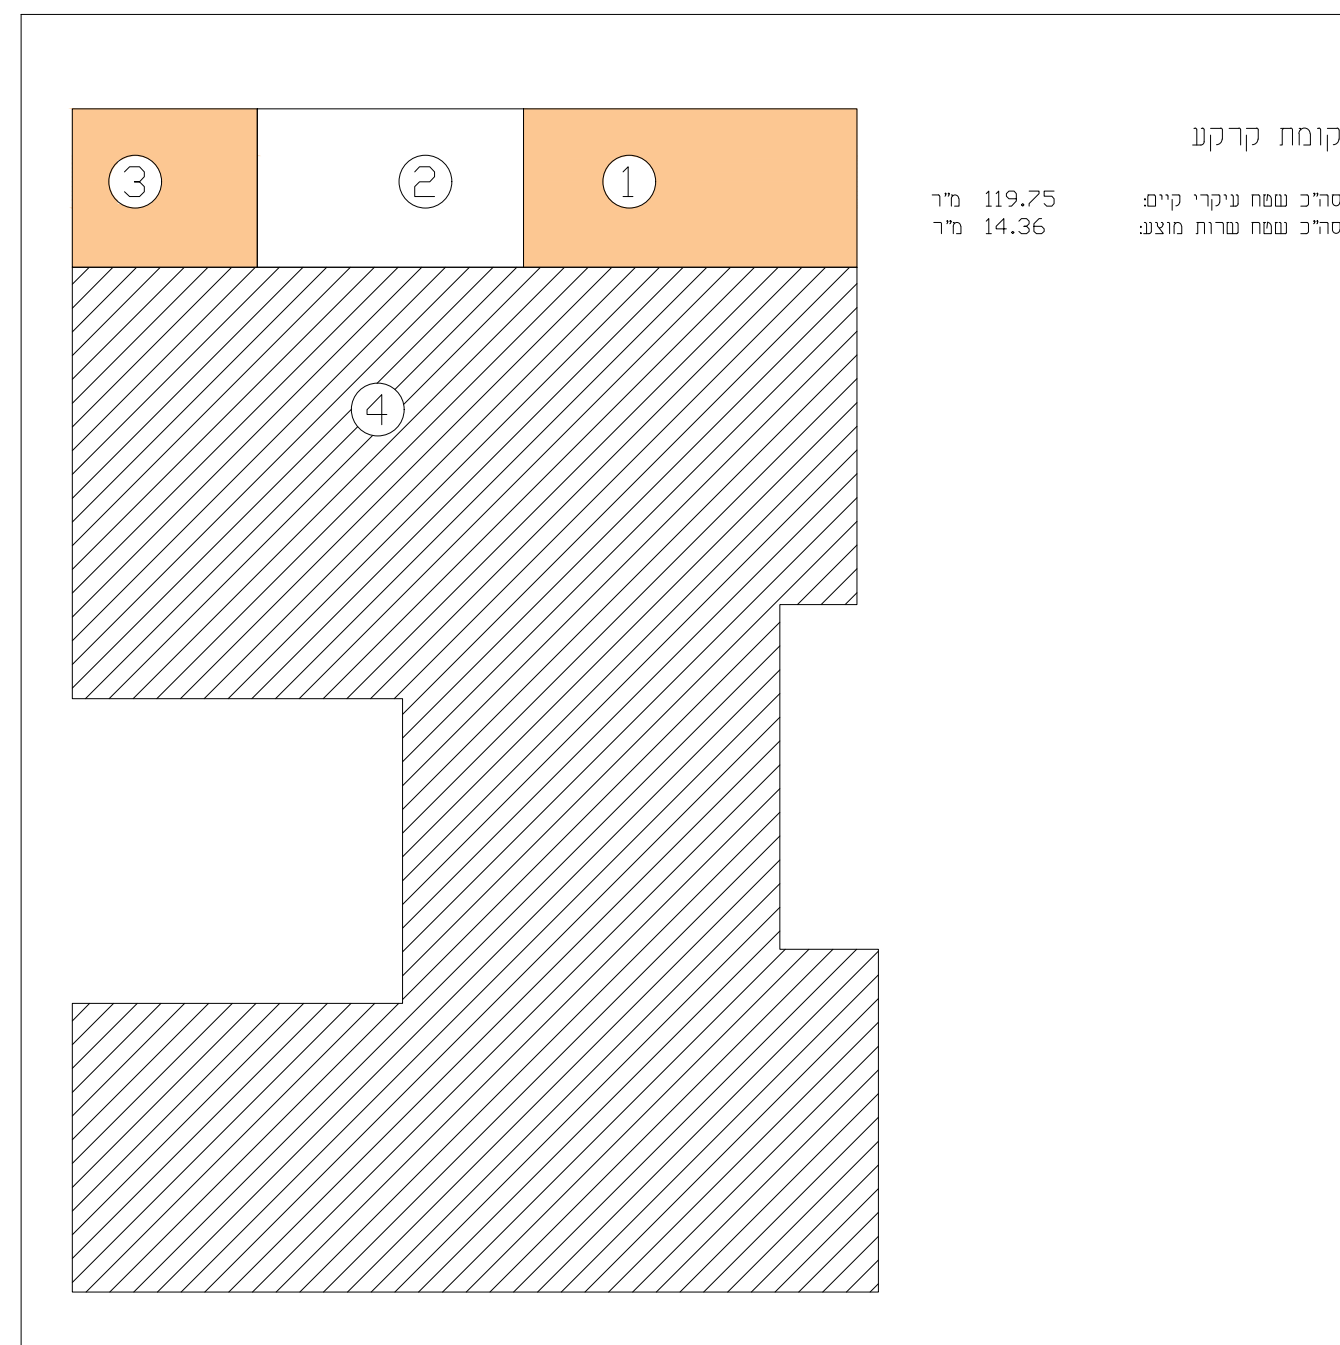 קומת קרקע
סה"כ שטח עיקרי קיים: 119.75 מ"ר
סה"כ שטח שרות מוצע: 14.36 מ"ר
3 2 1
4